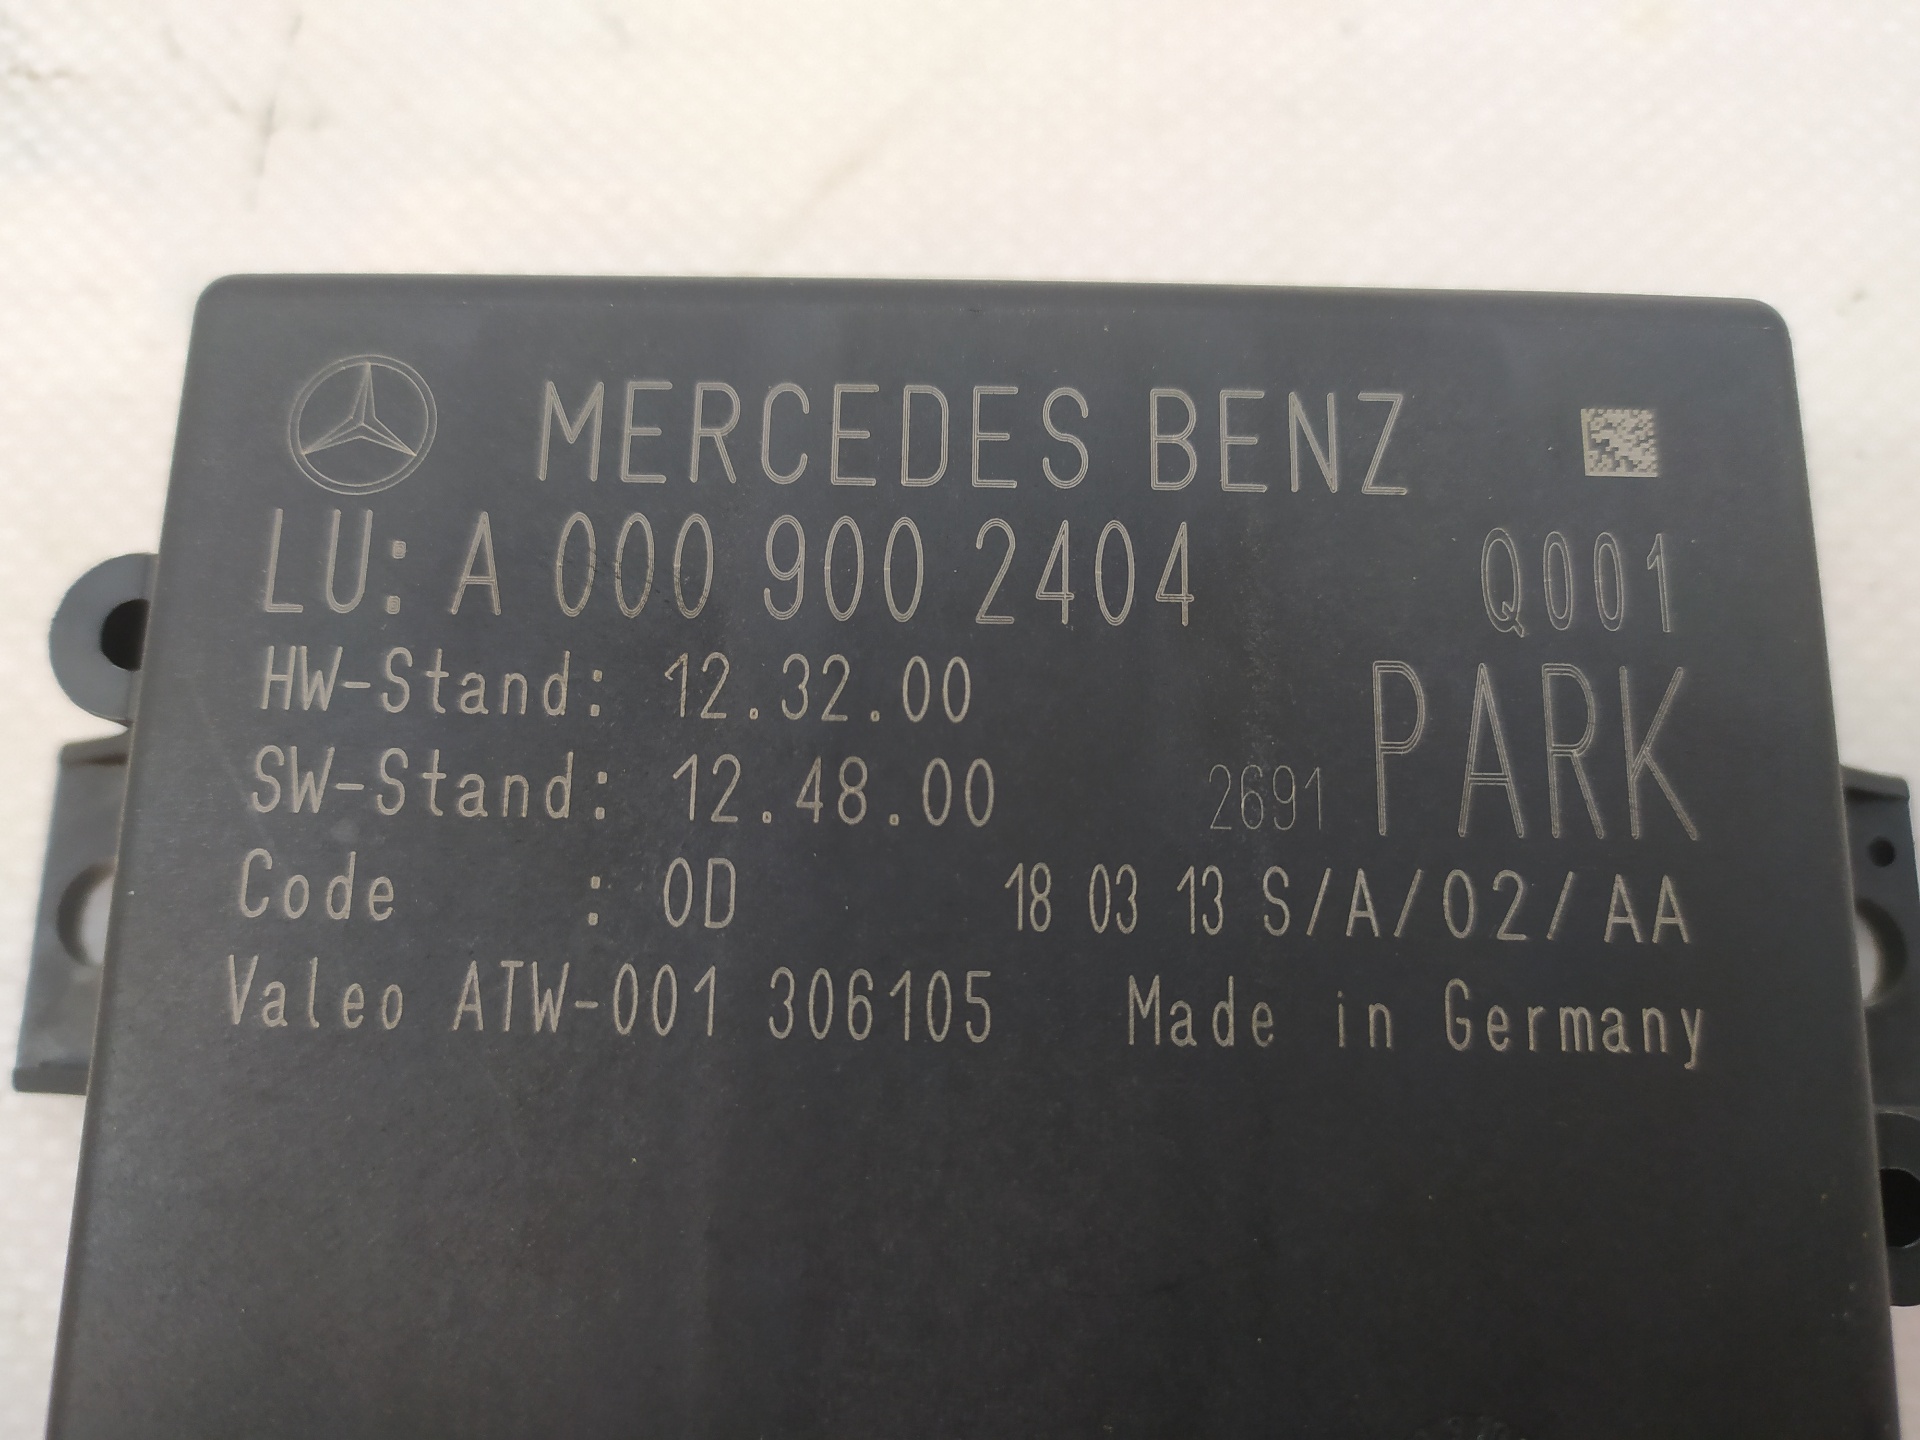 MERCEDES BENZ
LU: A 000 900 2404 Q001
HW-Stand: 12.32.00
SW-Stand: 12.48.00 2691 PARK
Code : 0D 18 03 13 S/A/02/AA
Valeo ATW-001 306105 Made in Germany